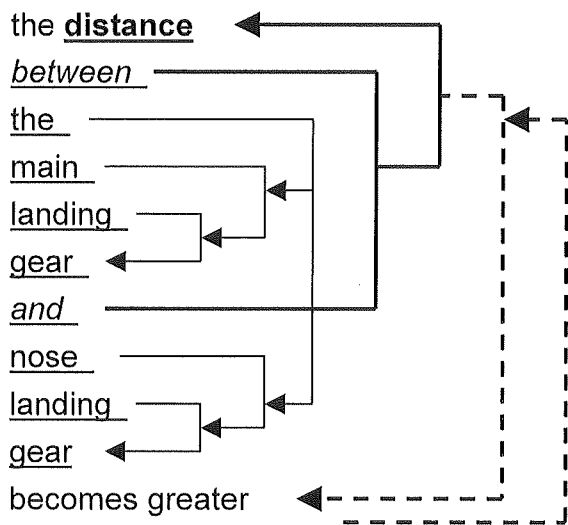 the distance
between
the
main
landing
gear
and
nose
landing
gear
becomes greater